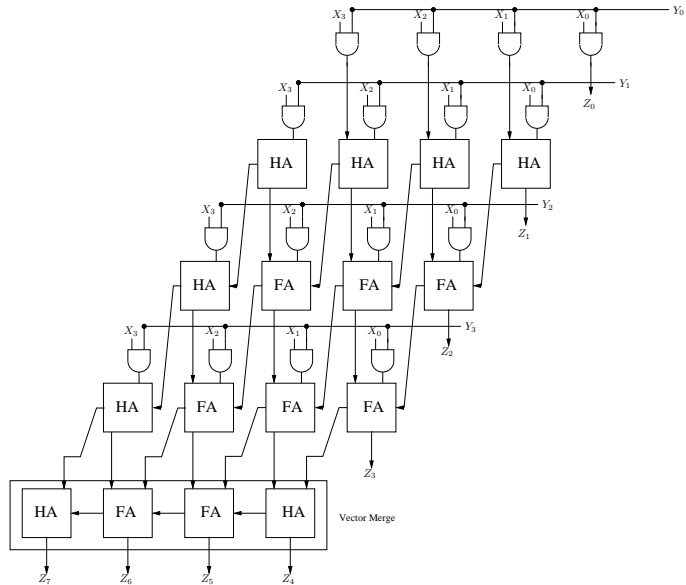 X3 X2 X1 X0 Y0
X3 X2 X1 X0 Z0 Y1
HA HA HA HA
X3 X2 X1 X0 Y2
Z1
HA FA FA FA
X3 X2 X1 X0 Y3
Z2
HA FA FA FA
Z3
HA FA FA HA Vector Merge
Z7 Z6 Z5 Z4